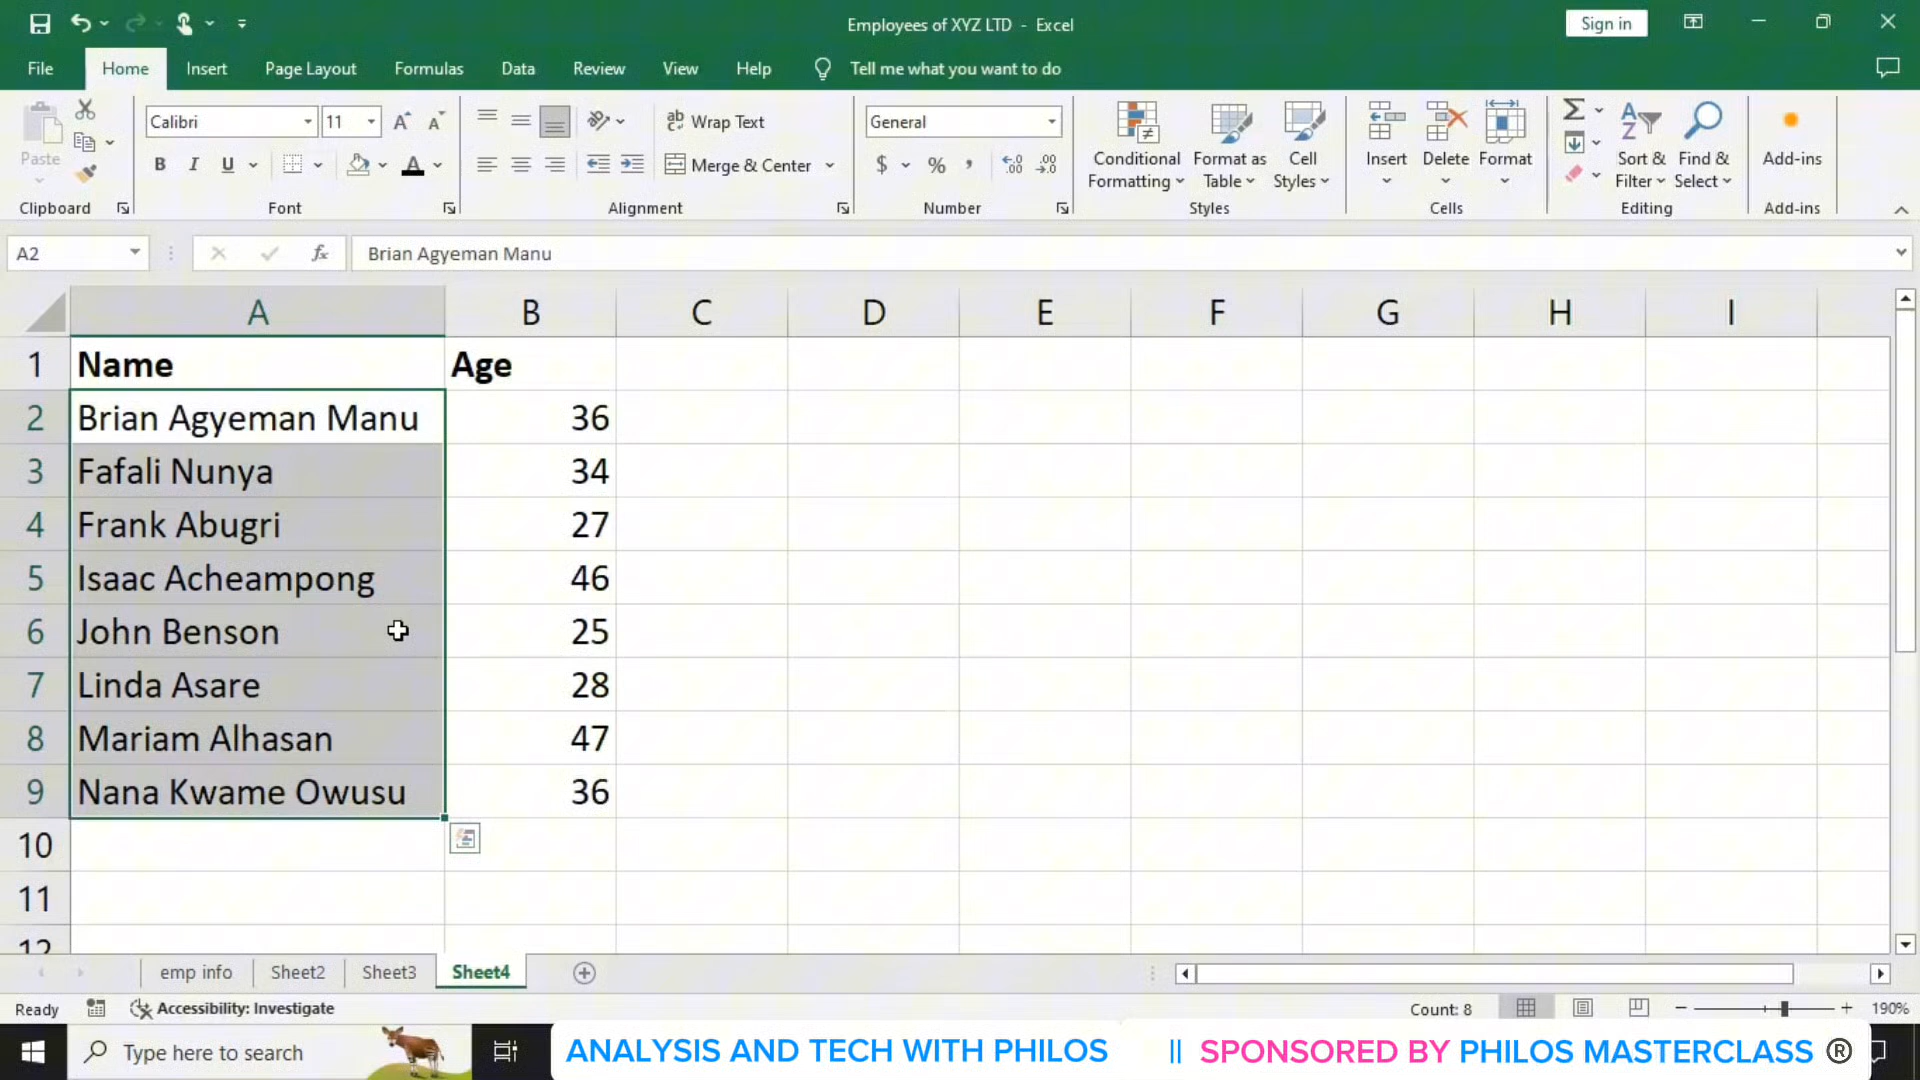 Employees of XYZ LTD - Excel
Sign in
File Home Insert Page Layout Formulas Data Review View Help Tell me what you want to do
Paste
Clipboard
Calibri 11
B I U A
Font
Wrap Text
Merge & Center
Alignment
General
$ % ,
Number
Conditional Formatting
Format as Table
Cell Styles
Styles
Insert
Delete
Format
Cells
Sort & Filter
Find & Select
Editing
Add-ins
Add-ins
A2 fx Brian Agyeman Manu
A B C D E F G H I
1 Name Age
2 Brian Agyeman Manu 36
3 Fafali Nunya 34
4 Frank Abugri 27
5 Isaac Acheampong 46
6 John Benson 25
7 Linda Asare 28
8 Mariam Alhasan 47
9 Nana Kwame Owusu 36
10
11
12
emp info Sheet2 Sheet3 Sheet4
Ready Accessibility: Investigate Count: 8 190%
Type here to search
ANALYSIS AND TECH WITH PHILOS || SPONSORED BY PHILOS MASTERCLASS ®